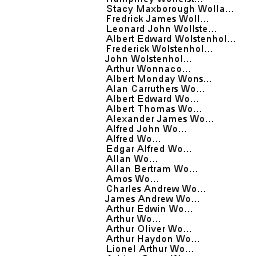 Stacy Maxborough Wolla...
Fredrick James Woll...
Leonard John Wollste...
Albert Edward Wolstenhol...
Frederick Wolstenhol...
John Wolstenhol...
Arthur Wonnaco...
Albert Monday Wons...
Alan Carruthers Wo...
Albert Edward Wo...
Albert Thomas Wo...
Alexander James Wo...
Alfred John Wo...
Alfred Wo...
Edgar Alfred Wo...
Allan Wo...
Allan Bertram Wo...
Amos Wo...
Charles Andrew Wo...
James Andrew Wo...
Arthur Edwin Wo...
Arthur Wo...
Arthur Oliver Wo...
Arthur Haydon Wo...
Lionel Arthur Wo...